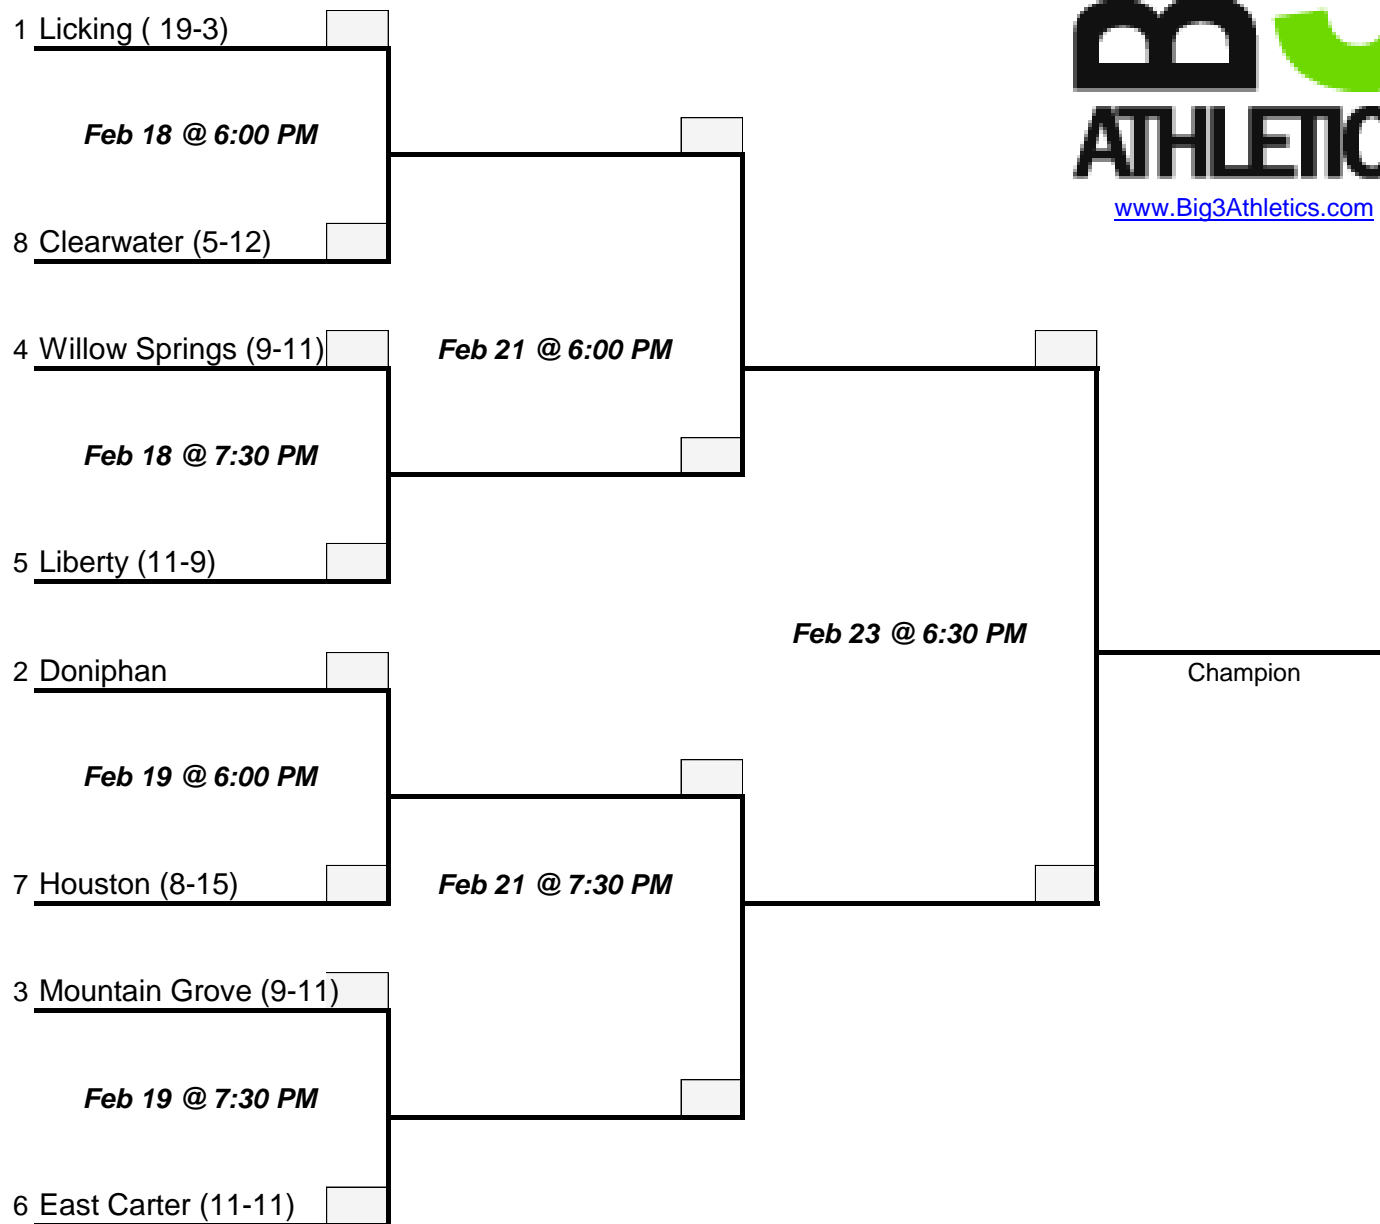 1 Licking ( 19-3)
B
ATHLETIC
Feb 18 @ 6:00 PM
www.Big3Athletics.com
8 Clearwater (5-12)
4 Willow Springs (9-11)
Feb 21 @ 6:00 PM
Feb 18 @ 7:30 PM
5 Liberty (11-9)
Feb 23 @ 6:30 PM
2 Doniphan
Champion
Feb 19 @ 6:00 PM
7 Houston (8-15)
Feb 21 @ 7:30 PM
3 Mountain Grove (9-11)
Feb 19 @ 7:30 PM
6 East Carter (11-11)